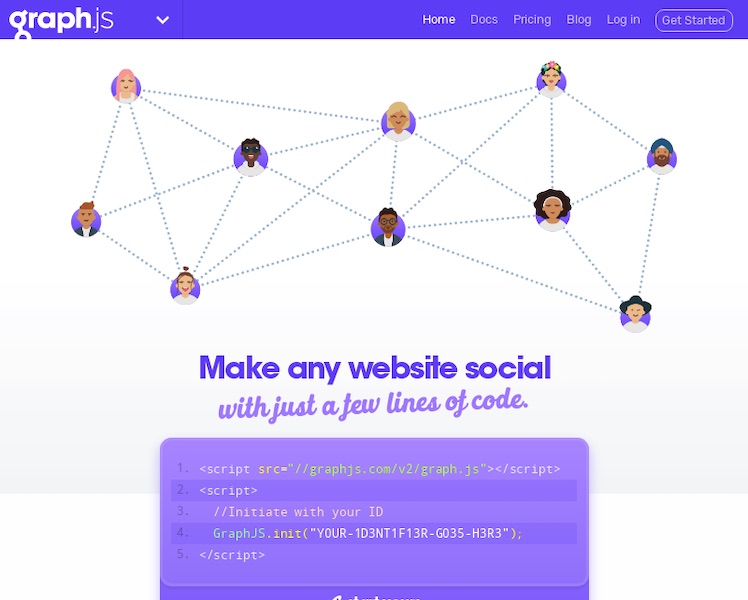 graph.js
Home Docs Pricing Blog Log in Get Started
Make any website social
with just a few lines of code.
1. <script src="//graphjs.com/v2/graph.js"></script>
2. <script>
3. //Initiate with your ID
4. GraphJS.init("YOUR-1D3NT1F13R-GO35-H3R3");
5. </script>